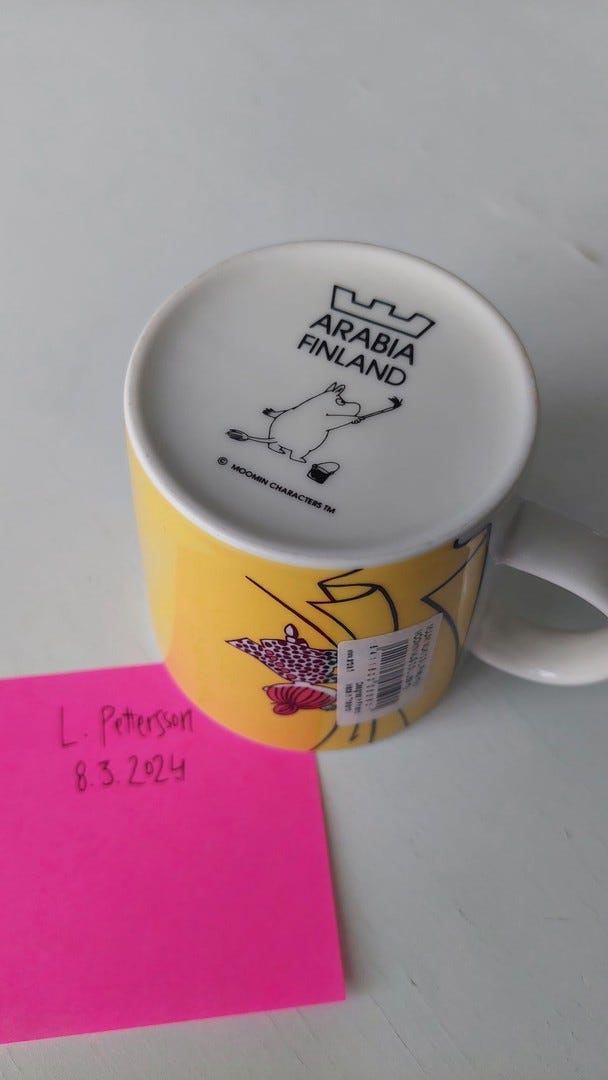 ARABIA
FINLAND
© MOOMIN CHARACTERS TM
L. Pettersson
8.3.2024